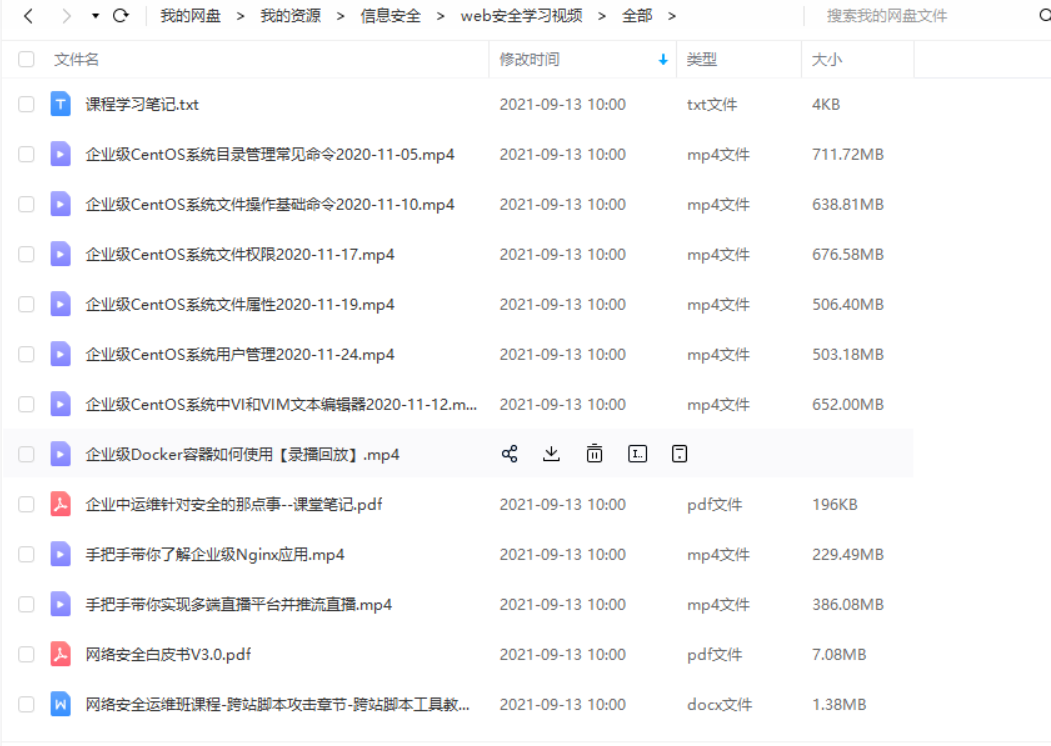 我的网盘 > 我的资源 > 信息安全 > web安全学习视频 > 全部 > 搜索我的网盘文件
文件名 修改时间 类型 大小
课程学习笔记.txt 2021-09-13 10:00 txt文件 4KB
企业级CentOS系统目录管理常见命令2020-11-05.mp4 2021-09-13 10:00 mp4文件 711.72MB
企业级CentOS系统文件操作基础命令2020-11-10.mp4 2021-09-13 10:00 mp4文件 638.81MB
企业级CentOS系统文件权限2020-11-17.mp4 2021-09-13 10:00 mp4文件 676.58MB
企业级CentOS系统文件属性2020-11-19.mp4 2021-09-13 10:00 mp4文件 506.40MB
企业级CentOS系统用户管理2020-11-24.mp4 2021-09-13 10:00 mp4文件 503.18MB
企业级CentOS系统中VI和VIM文本编辑器2020-11-12.m... 2021-09-13 10:00 mp4文件 652.00MB
企业级Docker容器如何使用【录播回放】.mp4
企业中运维针对安全的那点事--课堂笔记.pdf 2021-09-13 10:00 pdf文件 196KB
手把手带你了解企业级Nginx应用.mp4 2021-09-13 10:00 mp4文件 229.49MB
手把手带你实现多端直播平台并推流直播.mp4 2021-09-13 10:00 mp4文件 386.08MB
网络安全白皮书V3.0.pdf 2021-09-13 10:00 pdf文件 7.08MB
网络安全运维班课程-跨站脚本攻击章节-跨站脚本工具教... 2021-09-13 10:00 docx文件 1.38MB